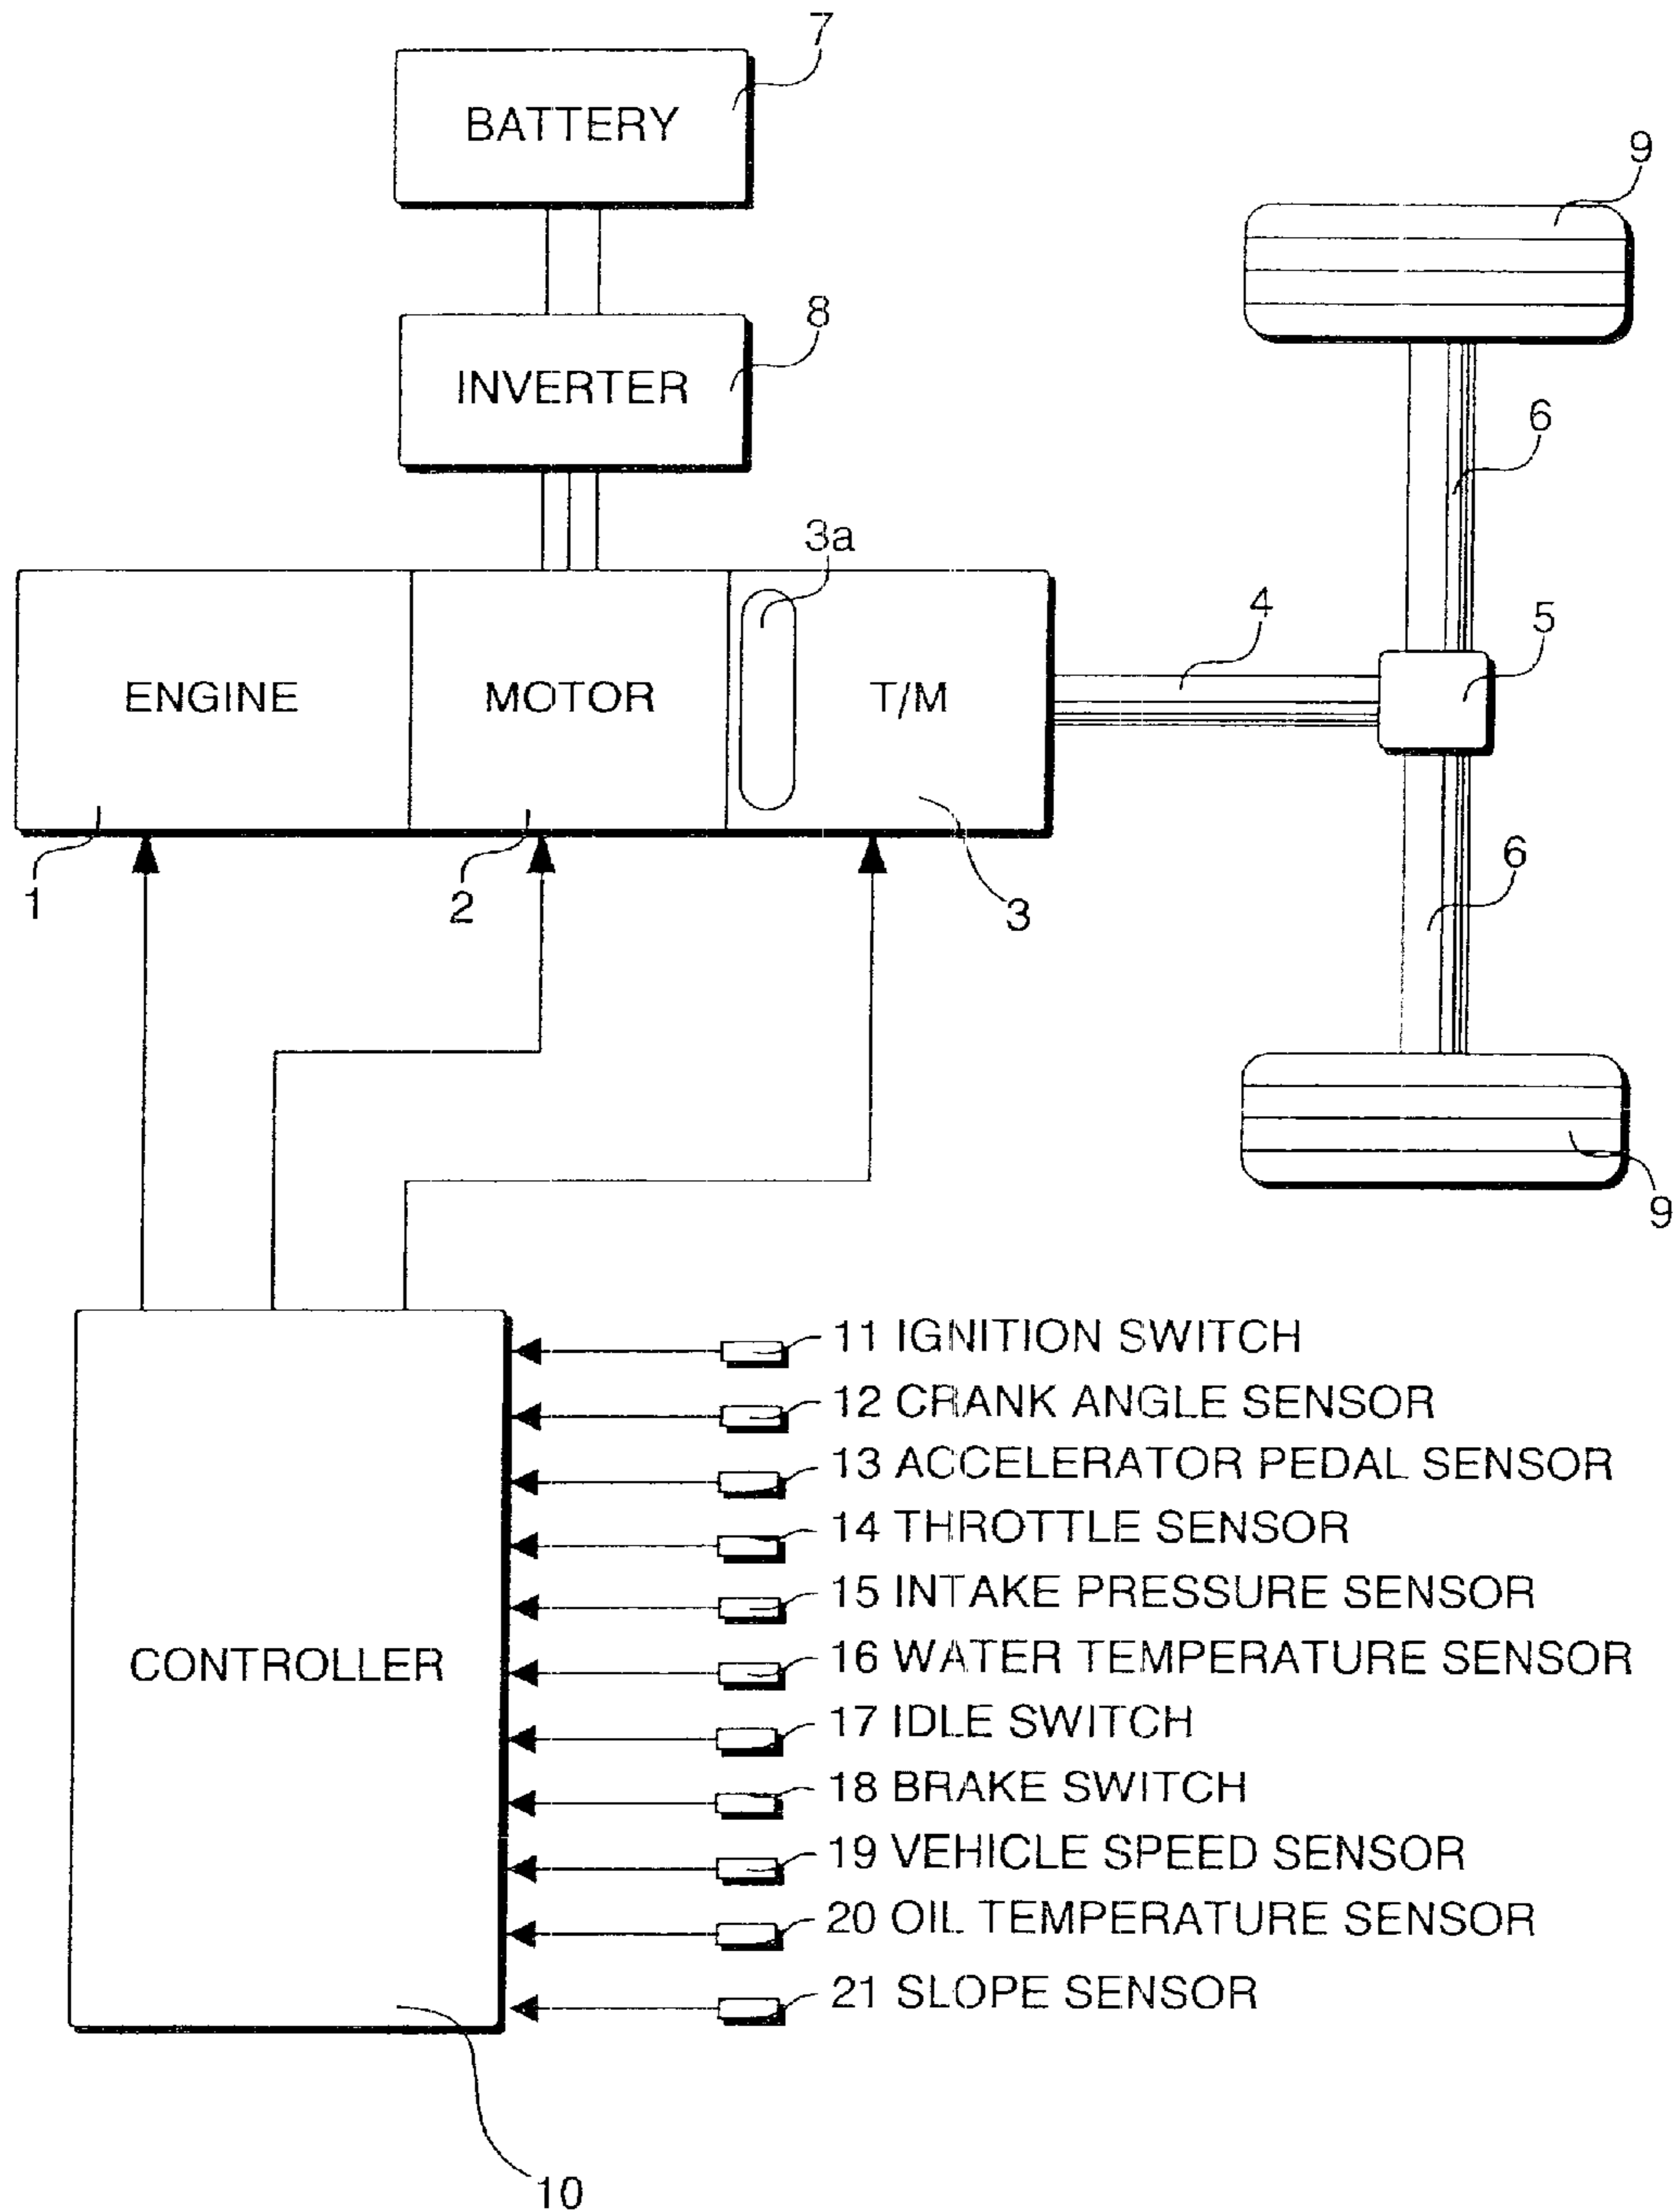 7
BATTERY
9
8
INVERTER
6
3a
4
5
ENGINE
MOTOR
T/M
1
2
3
6
9
11 IGNITION SWITCH
12 CRANK ANGLE SENSOR
13 ACCELERATOR PEDAL SENSOR
14 THROTTLE SENSOR
15 INTAKE PRESSURE SENSOR
CONTROLLER
16 WATER TEMPERATURE SENSOR
17 IDLE SWITCH
18 BRAKE SWITCH
19 VEHICLE SPEED SENSOR
20 OIL TEMPERATURE SENSOR
21 SLOPE SENSOR
10